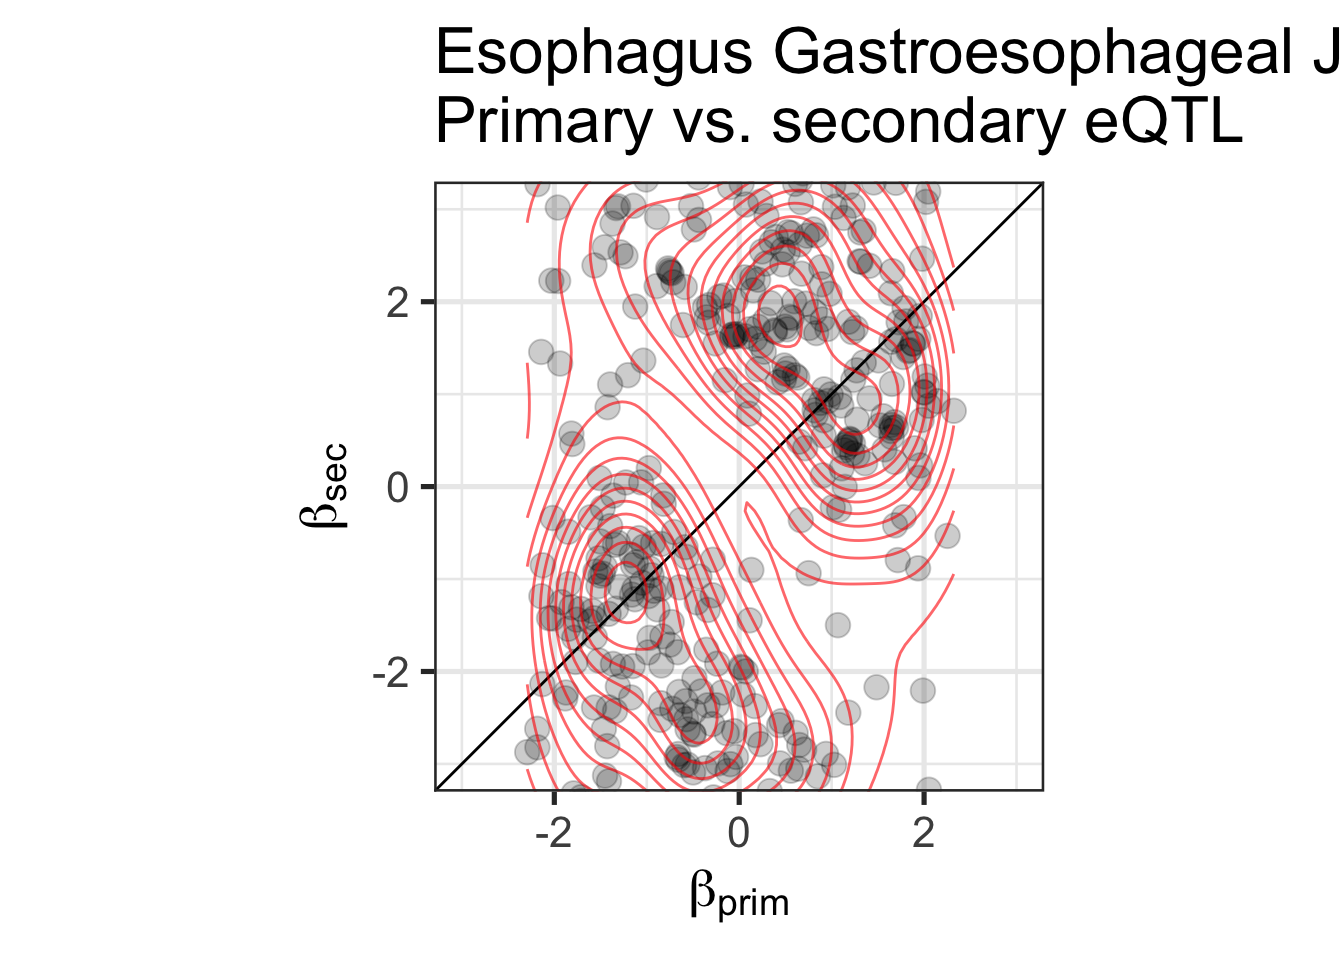 Esophagus Gastroesophageal J
Primary vs. secondary eQTL
2
0
-2
βsec
-2 0 2
βprim